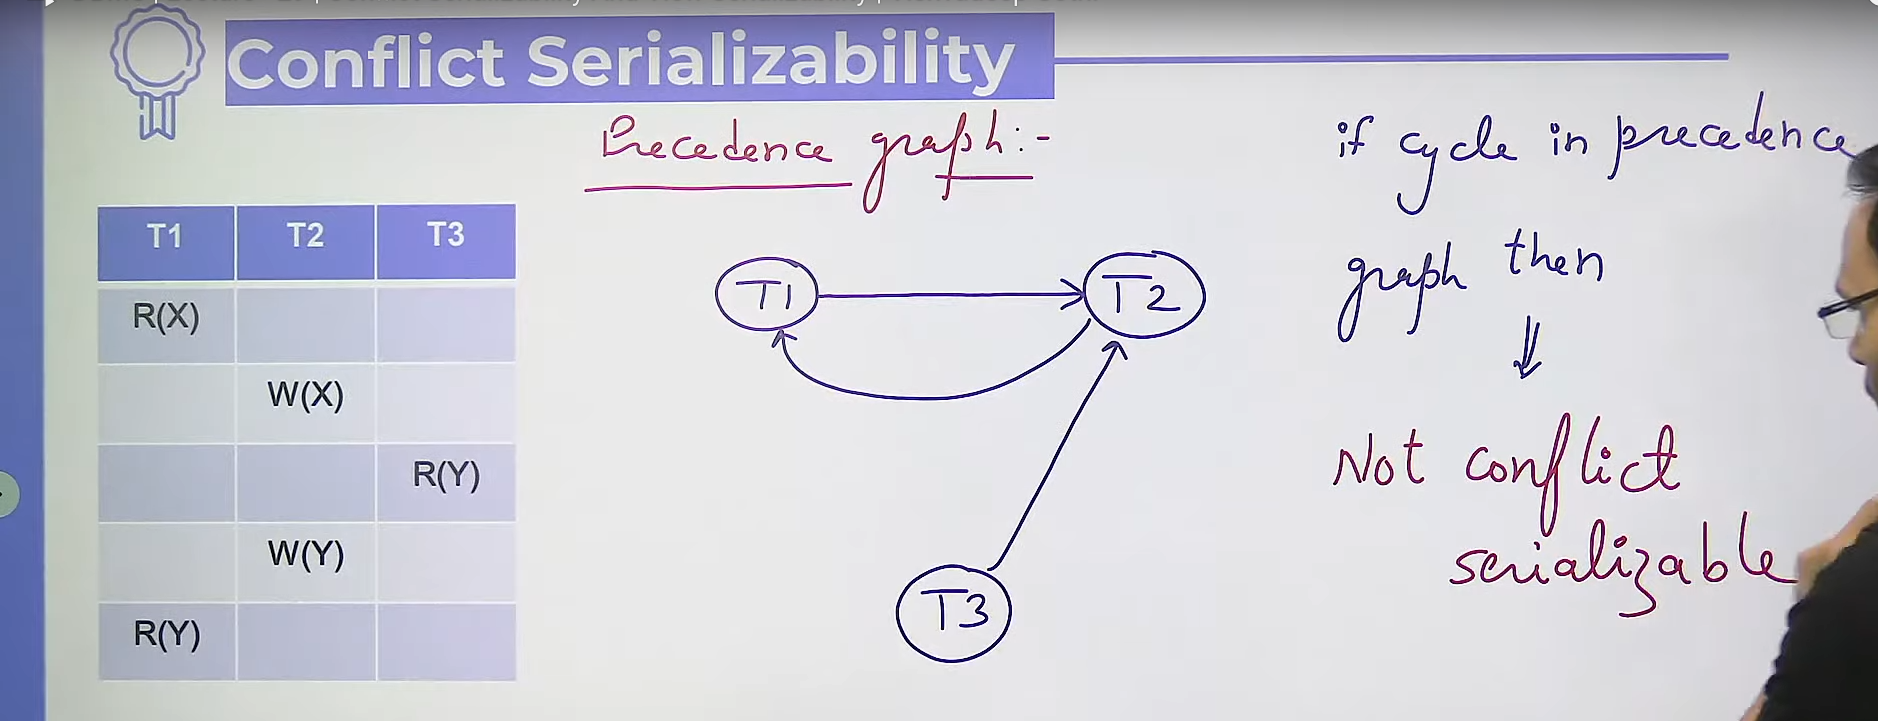 Conflict Serializability
Precedence graph:-
if cycle in precedence
graph then
⇓
Not conflict
serializable
T1 T2 T3
R(X)
W(X)
R(Y)
W(Y)
R(Y)
T1 T2
T3